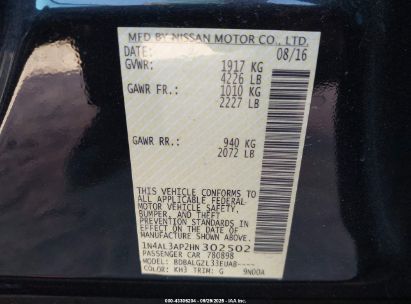 MFD BY NISSAN MOTOR CO., LTD.
DATE: 08/16
GVWR: 1917 KG
4226 LB
GAWR FR.: 1010 KG
2227 LB
GAWR RR.: 940 KG
2072 LB
THIS VEHICLE CONFORMS TO
ALL APPLICABLE FEDERAL
MOTOR VEHICLE SAFETY,
BUMPER, AND THEFT
PREVENTION STANDARDS IN
EFFECT ON THE DATE OF
MANUFACTURE SHOWN ABOVE.
1N4AL3AP2HN302502
PASSENGER CAR 780898
MODEL: BDBALGZL33EUAB----
COLOR: KH3 TRIM: G 9N00A